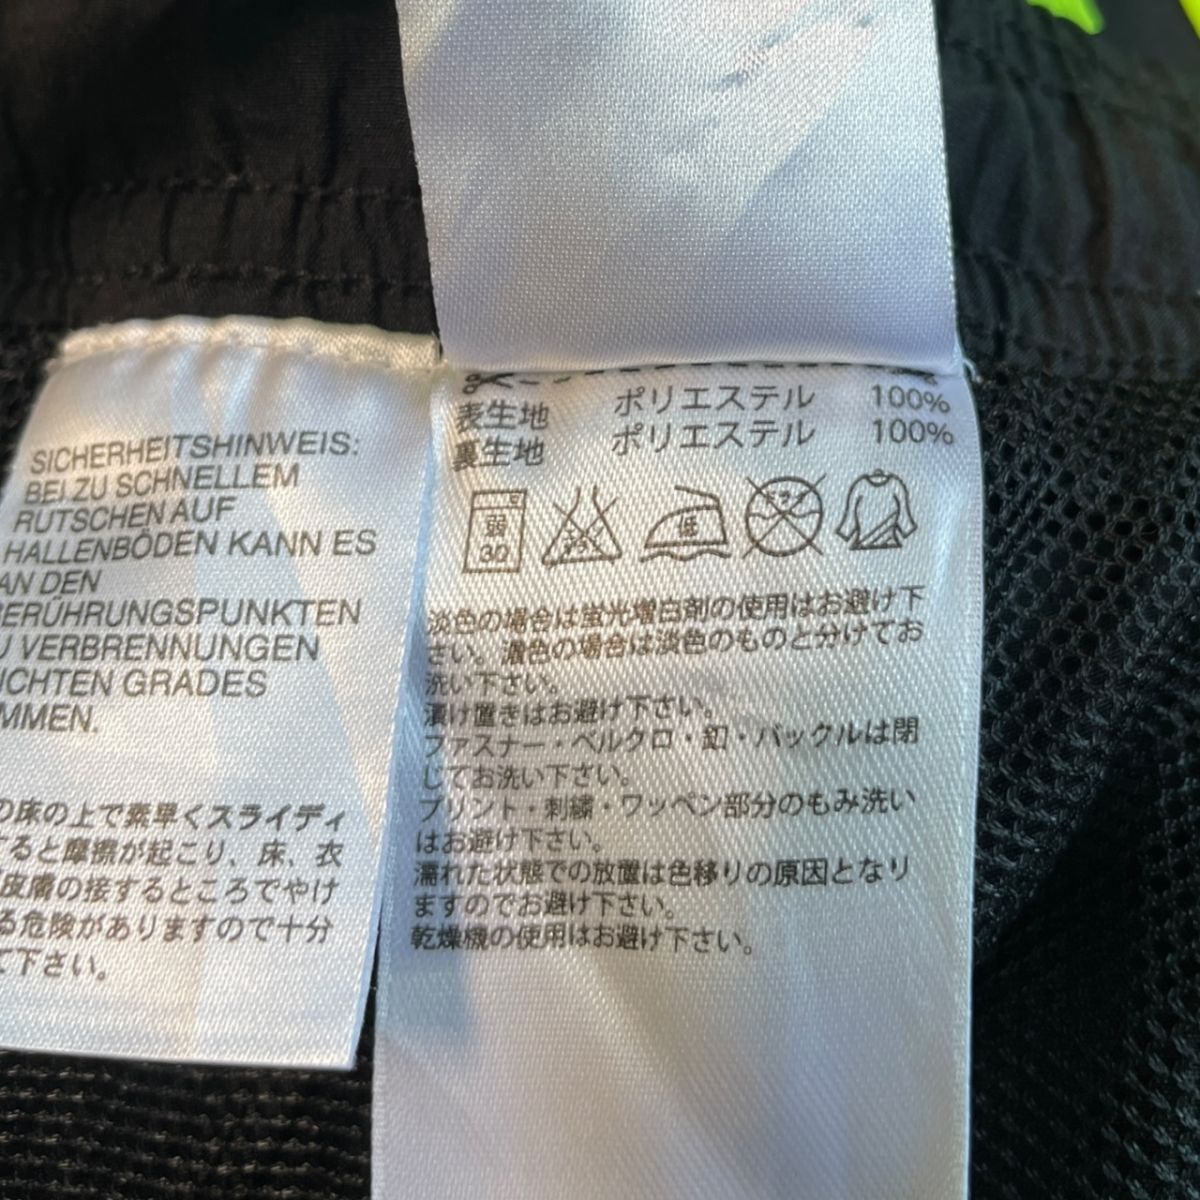 SICHERHEITSHINWEIS:
BEI ZU SCHNELLEM
RUTSCHEN AUF
HALLENBÖDEN KANN ES
AN DEN
BERÜHRUNGSPUNKTEN
U VERBRENNUNGEN
ICHTEN GRADES
MMEN.
の床の上で素早くスライディ
すると摩擦が起こり、床、衣
皮膚の接するところでやけ
る危険がありますので十分
て下さい。
表生地 ポリエステル 100%
裏生地 ポリエステル 100%
弱
30
低
淡色の場合は蛍光増白剤の使用はお避け下
さい。濃色の場合は淡色のものと分けてお
洗い下さい。
漬け置きはお避け下さい。
ファスナー・ベルクロ・釦・バックルは閉
じてお洗い下さい。
プリント・刺繍・ワッペン部分のもみ洗い
はお避け下さい。
濡れた状態での放置は色移りの原因となり
ますのでお避け下さい。
乾燥機の使用はお避け下さい。